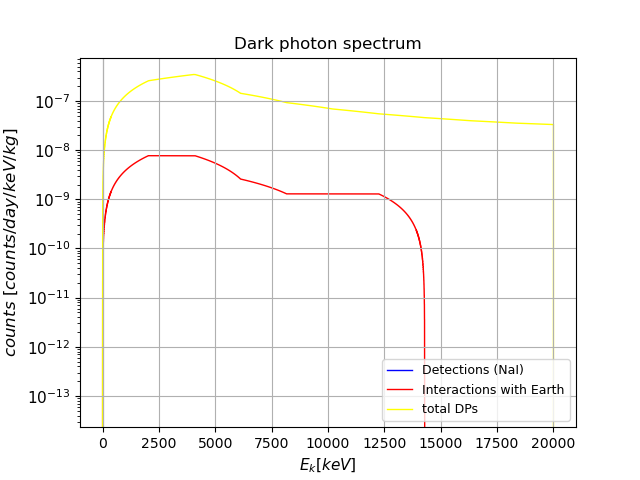 Dark photon spectrum
counts [counts/day/keV/kg]
10⁻⁷
10⁻⁸
10⁻⁹
10⁻¹⁰
10⁻¹¹
10⁻¹²
10⁻¹³
Detections (NaI)
Interactions with Earth
total DPs
0 2500 5000 7500 10000 12500 15000 17500 20000
Eₖ[keV]